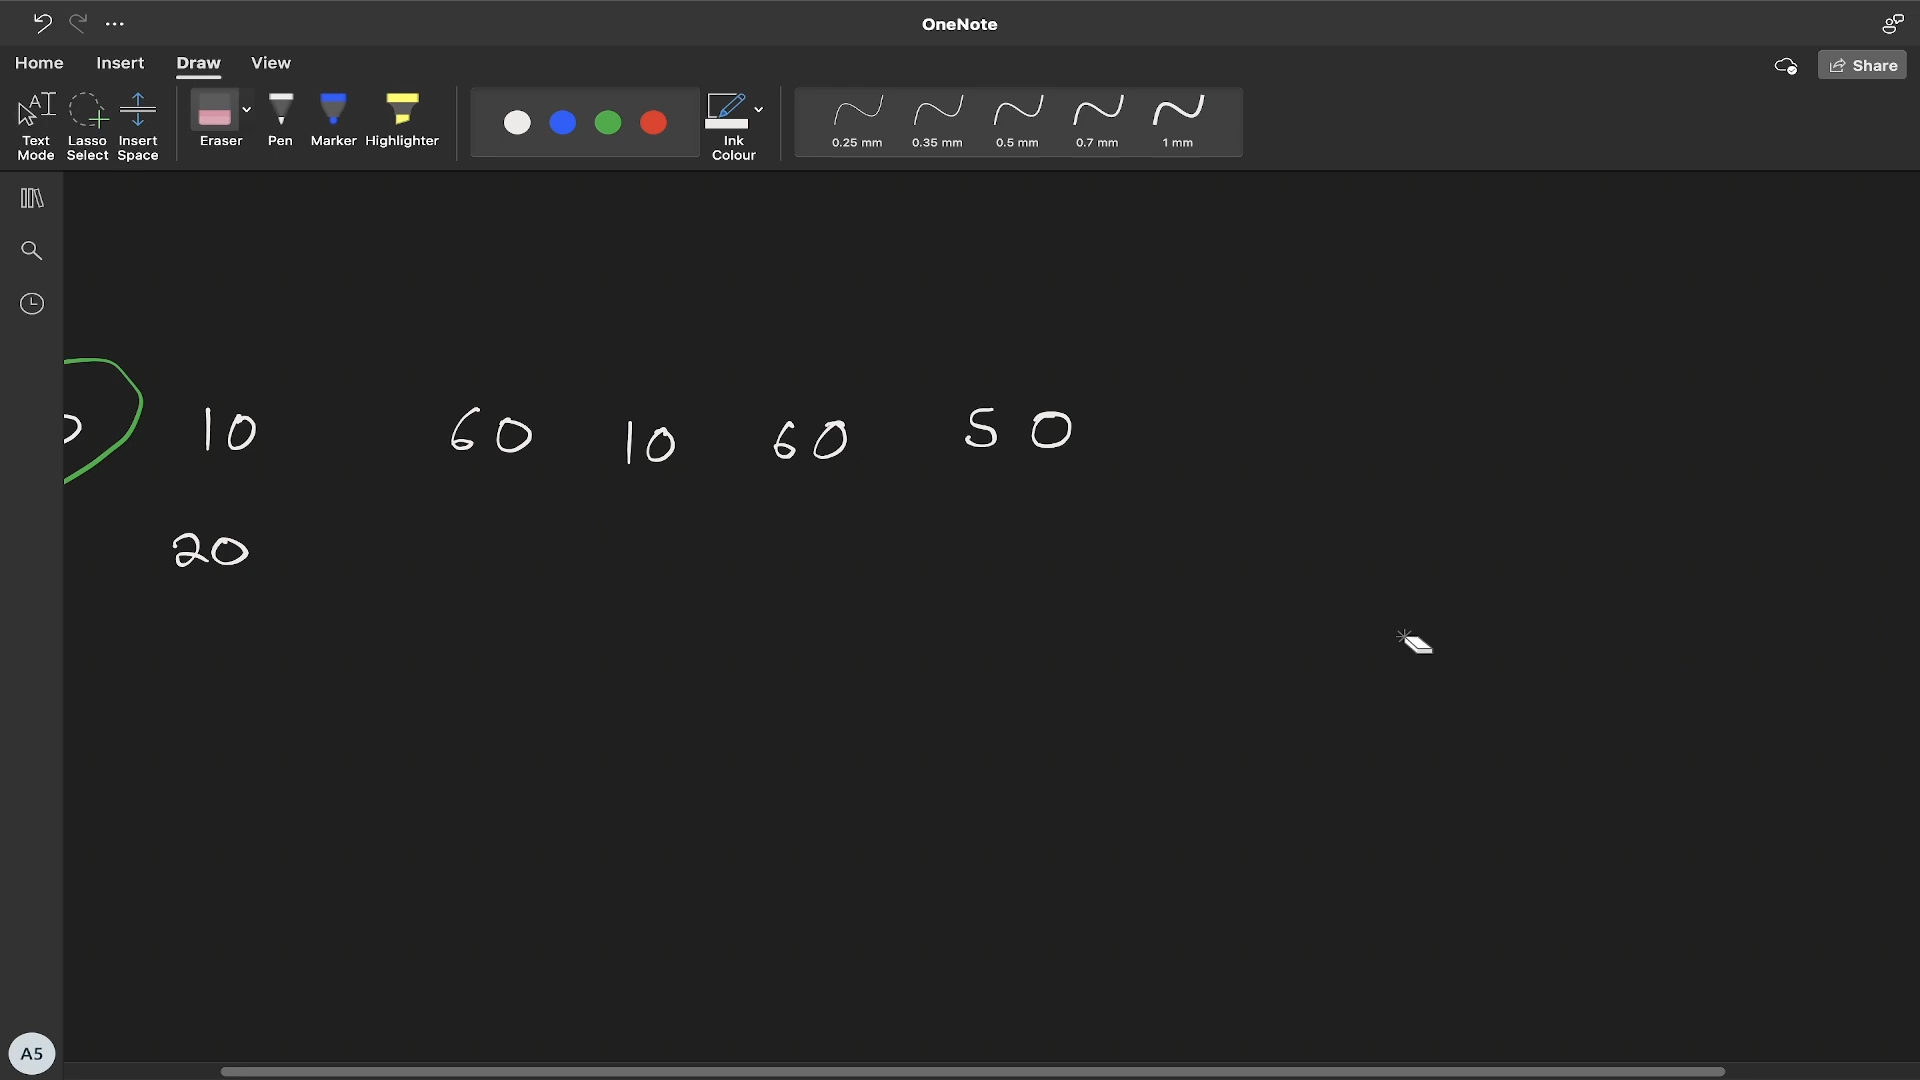 OneNote
Home Insert Draw View
Share
Text Mode
Lasso Select
Insert Space
Eraser
Pen
Marker
Highlighter
Ink Colour
0.25 mm
0.35 mm
0.5 mm
0.7 mm
1 mm
10 60 10 60 50
20
A5